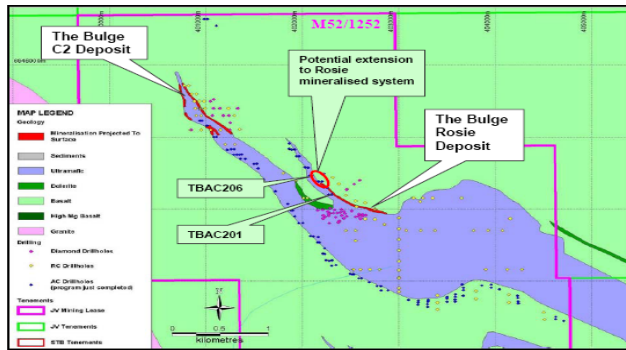 M52/1252
The Bulge
C2 Deposit
Potential extension
to Rosie
mineralised system
The Bulge
Rosie
Deposit
TBAC206
TBAC201
MAP LEGEND
Geology
Mineralisation Projected To
Surface
Sediments
Ultramafic
Dolerite
Basalt
High-Mg Basalt
Granite
Drilling
Diamond Drillholes
RC Drillholes
AC Drillholes
(program just completed)
Tenements
JV Mining Lease
JV Tenements
STB Tenements
0 0.5 1
kilometres